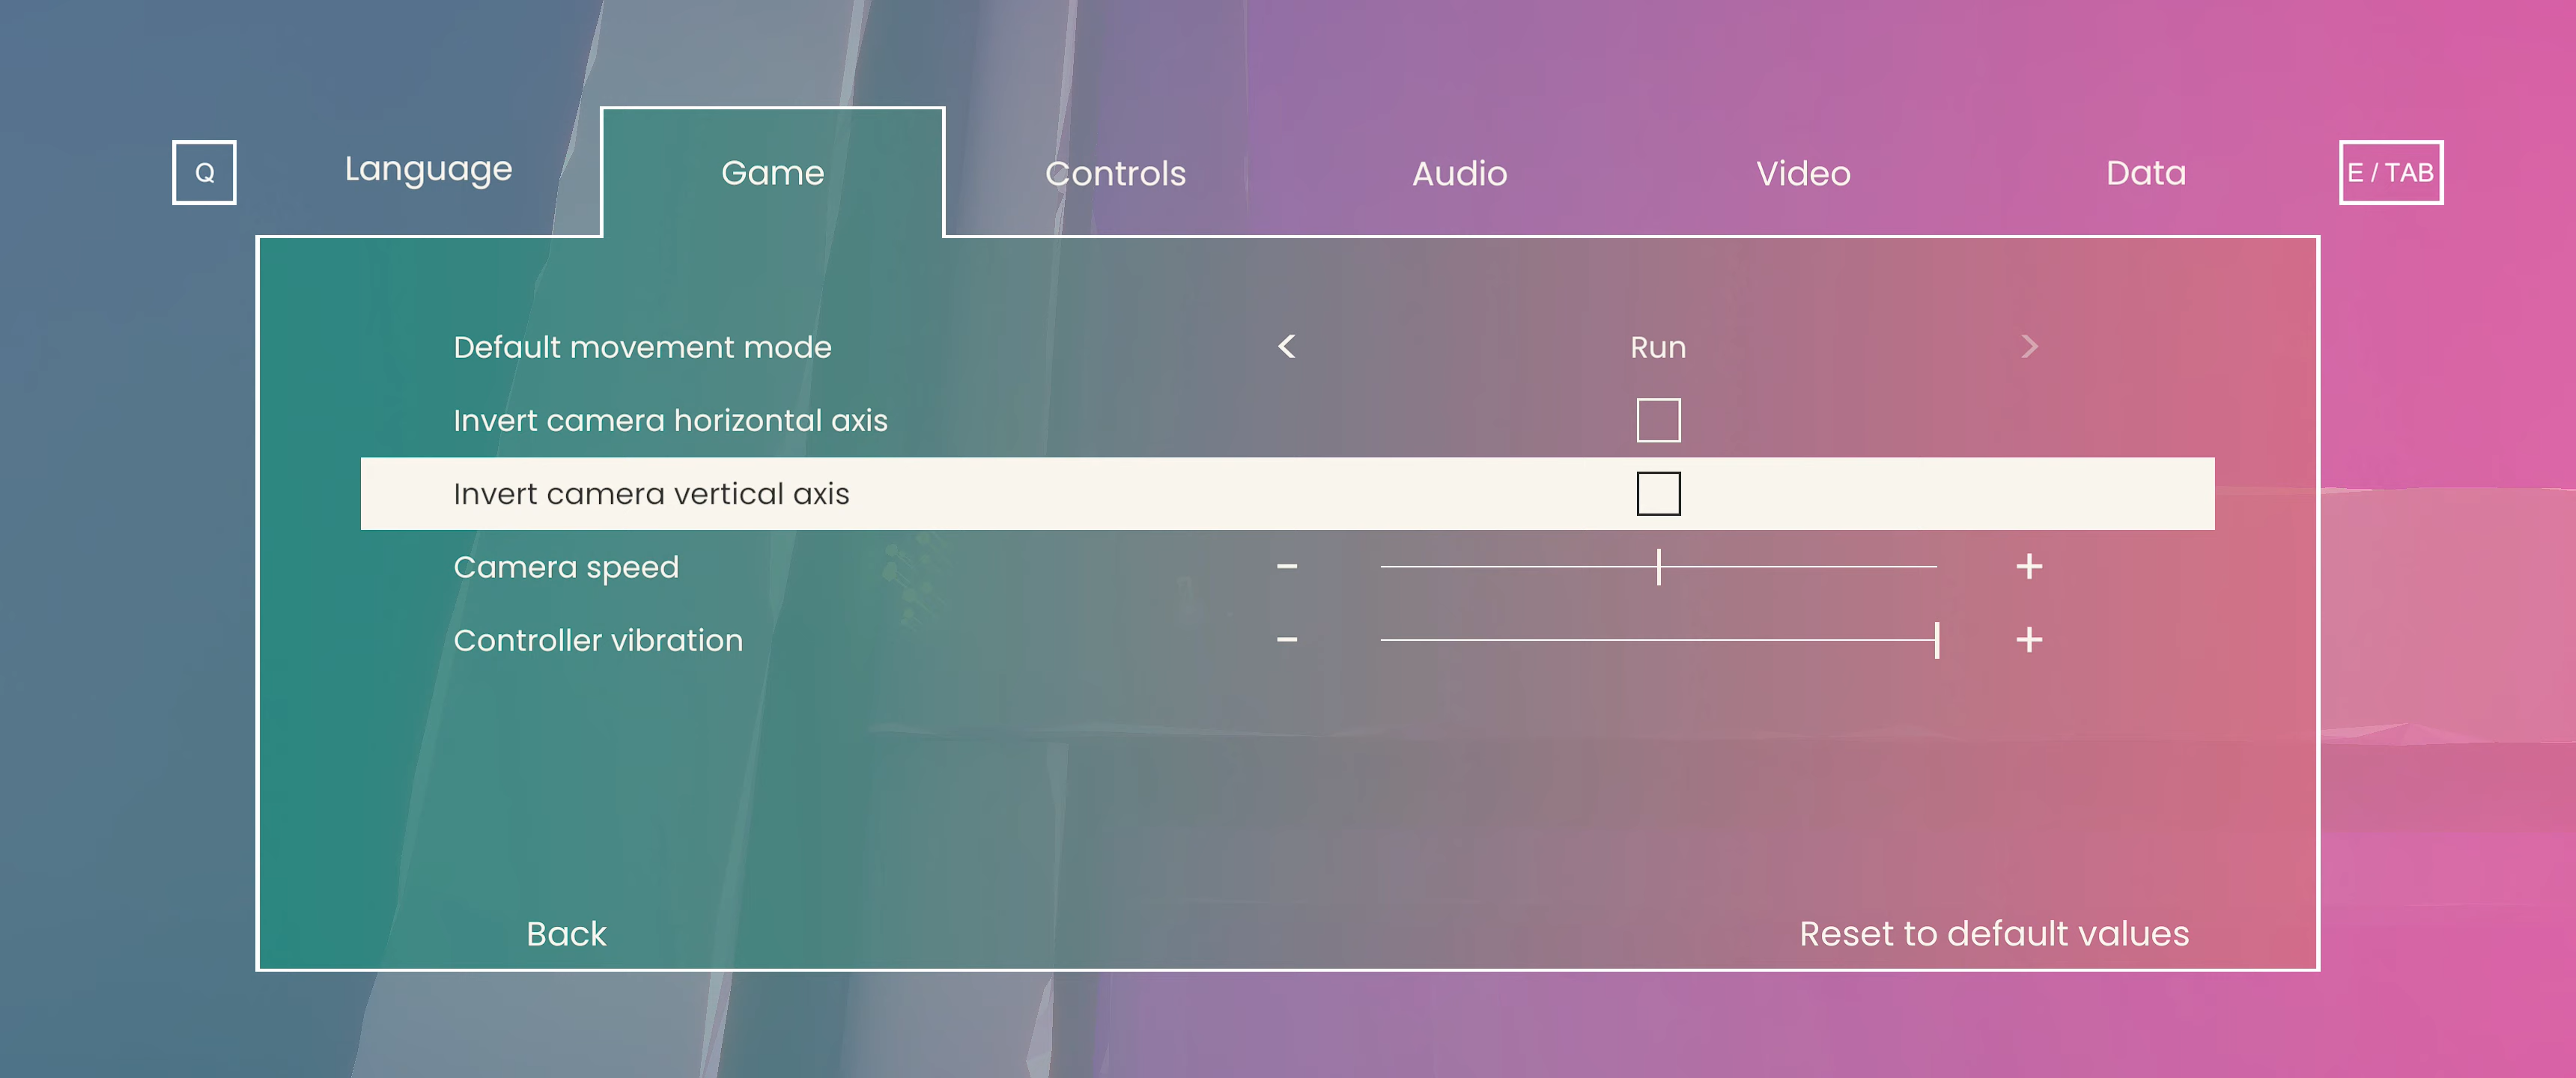 Q
Language
Game
Controls
Audio
Video
Data
E / TAB
Default movement mode
Run
Invert camera horizontal axis
Invert camera vertical axis
Camera speed
Controller vibration
Back
Reset to default values